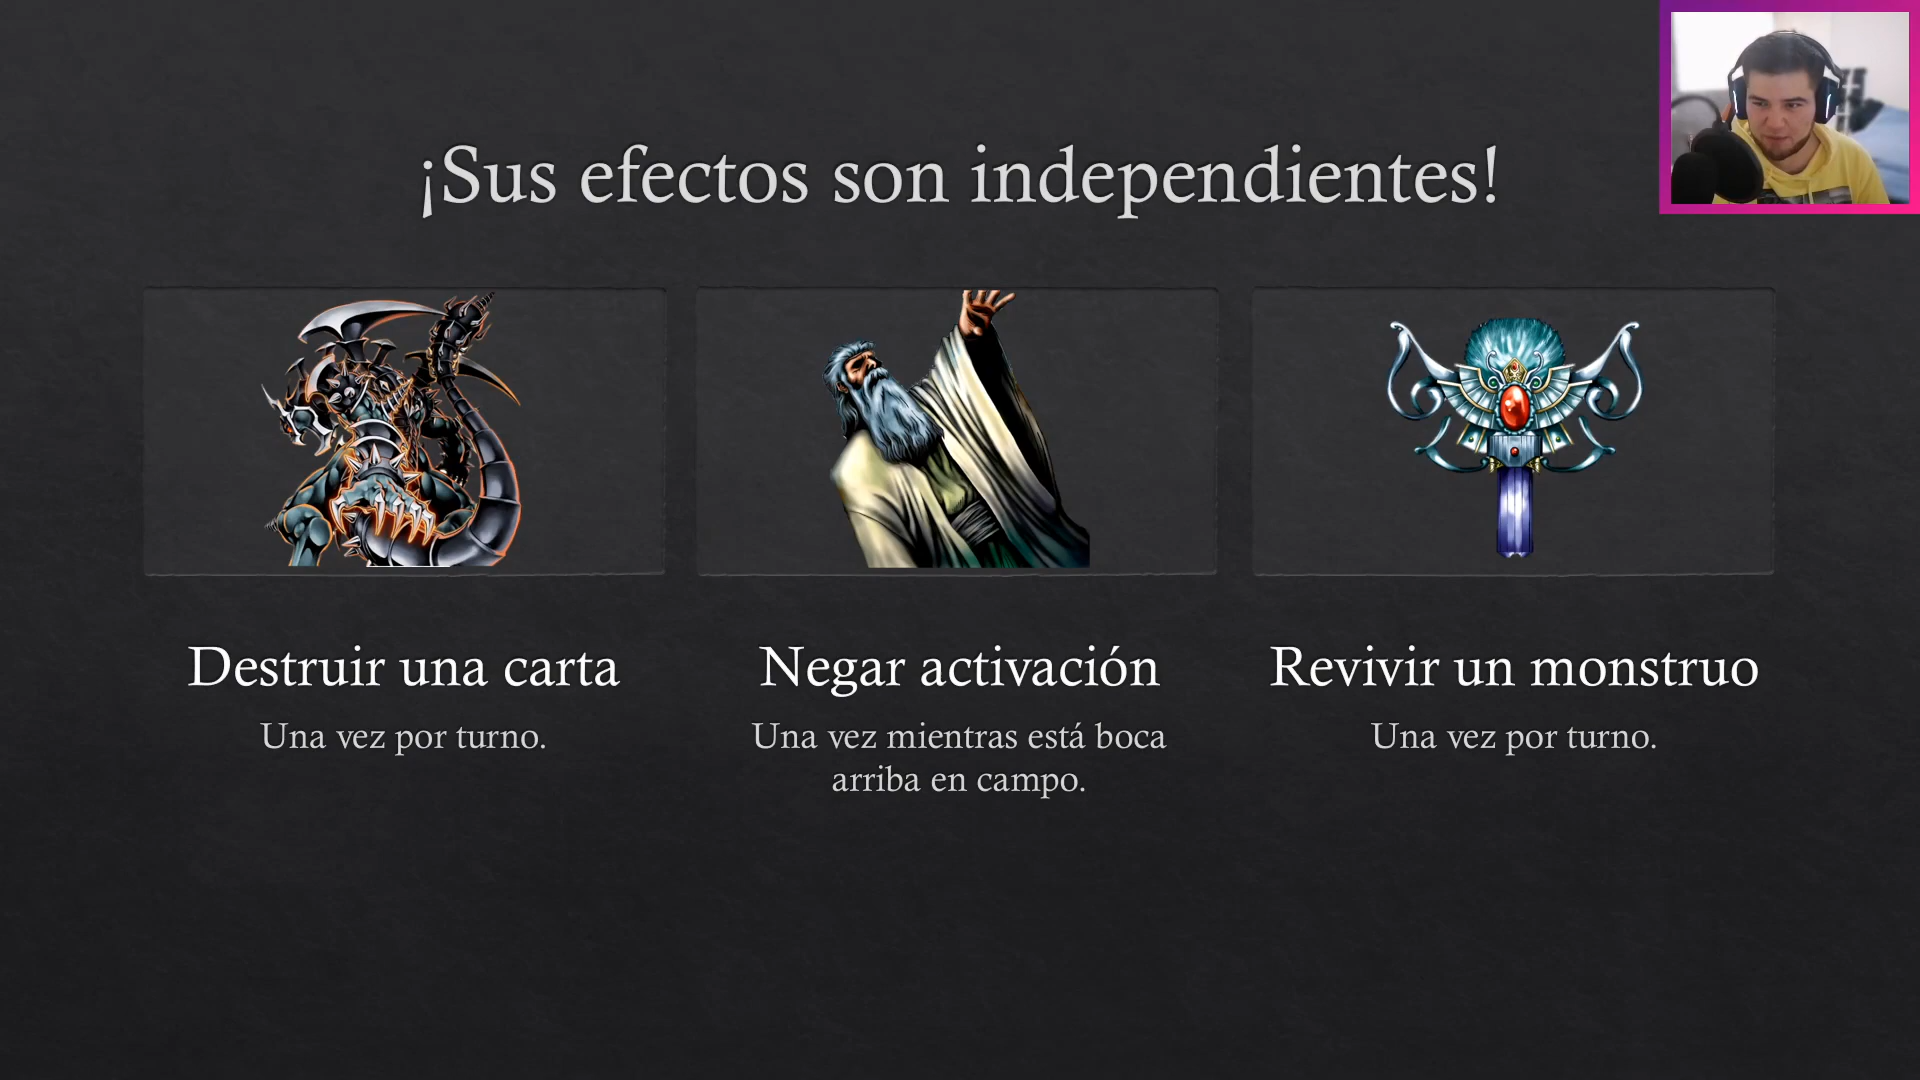 ¡Sus efectos son independientes!
Destruir una carta
Una vez por turno.
Negar activación
Una vez mientras está boca
arriba en campo.
Revivir un monstruo
Una vez por turno.